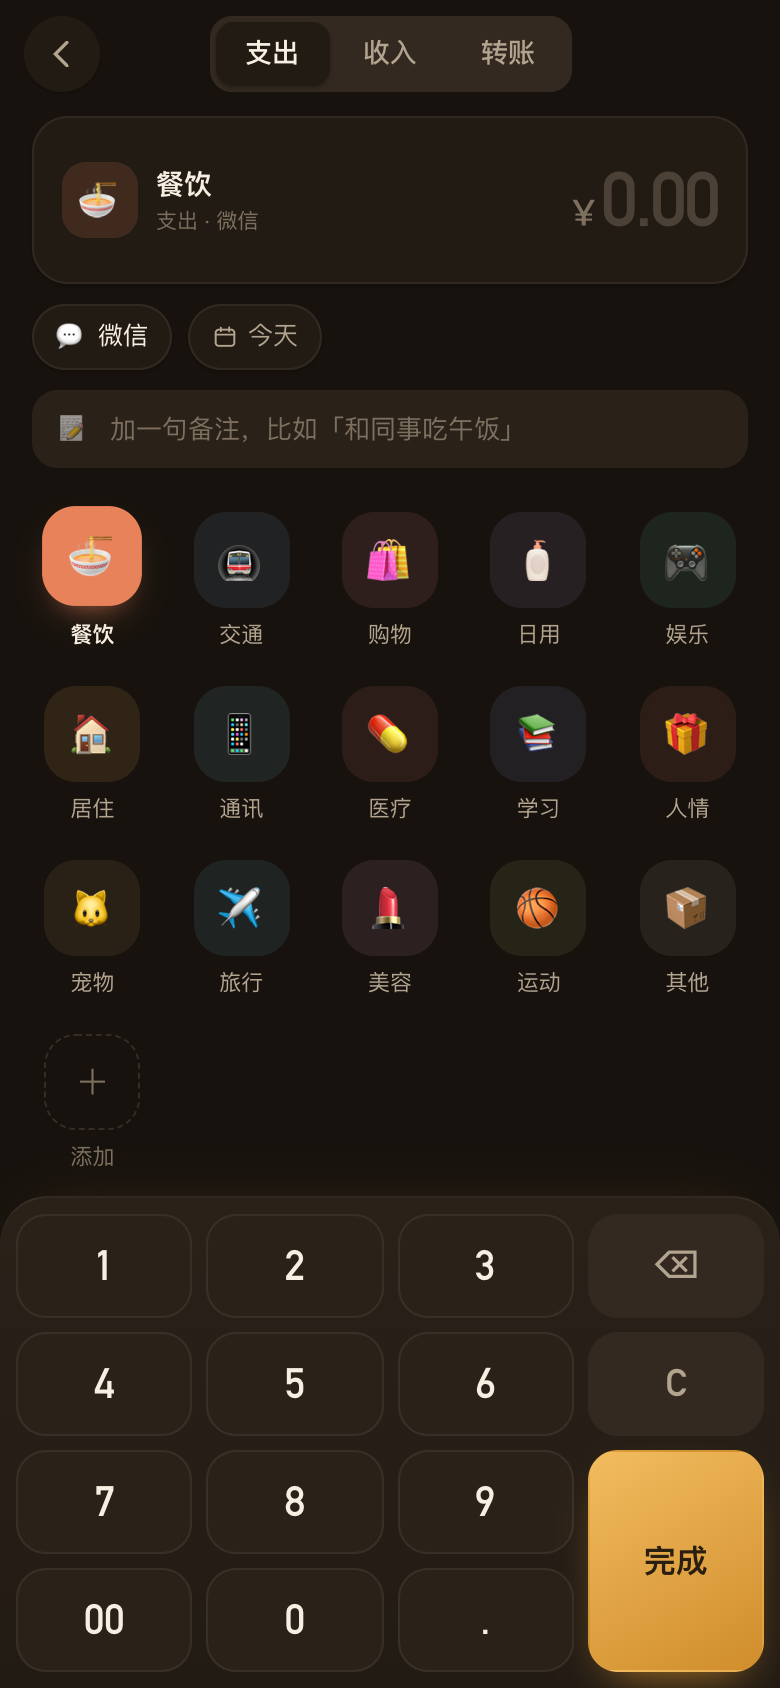 支出 收入 转账
餐饮
支出 · 微信
¥0.00
微信 今天
加一句备注，比如「和同事吃午饭」
餐饮 交通 购物 日用 娱乐
居住 通讯 医疗 学习 人情
宠物 旅行 美容 运动 其他
添加
1 2 3
4 5 6 C
7 8 9
完成
00 0 .